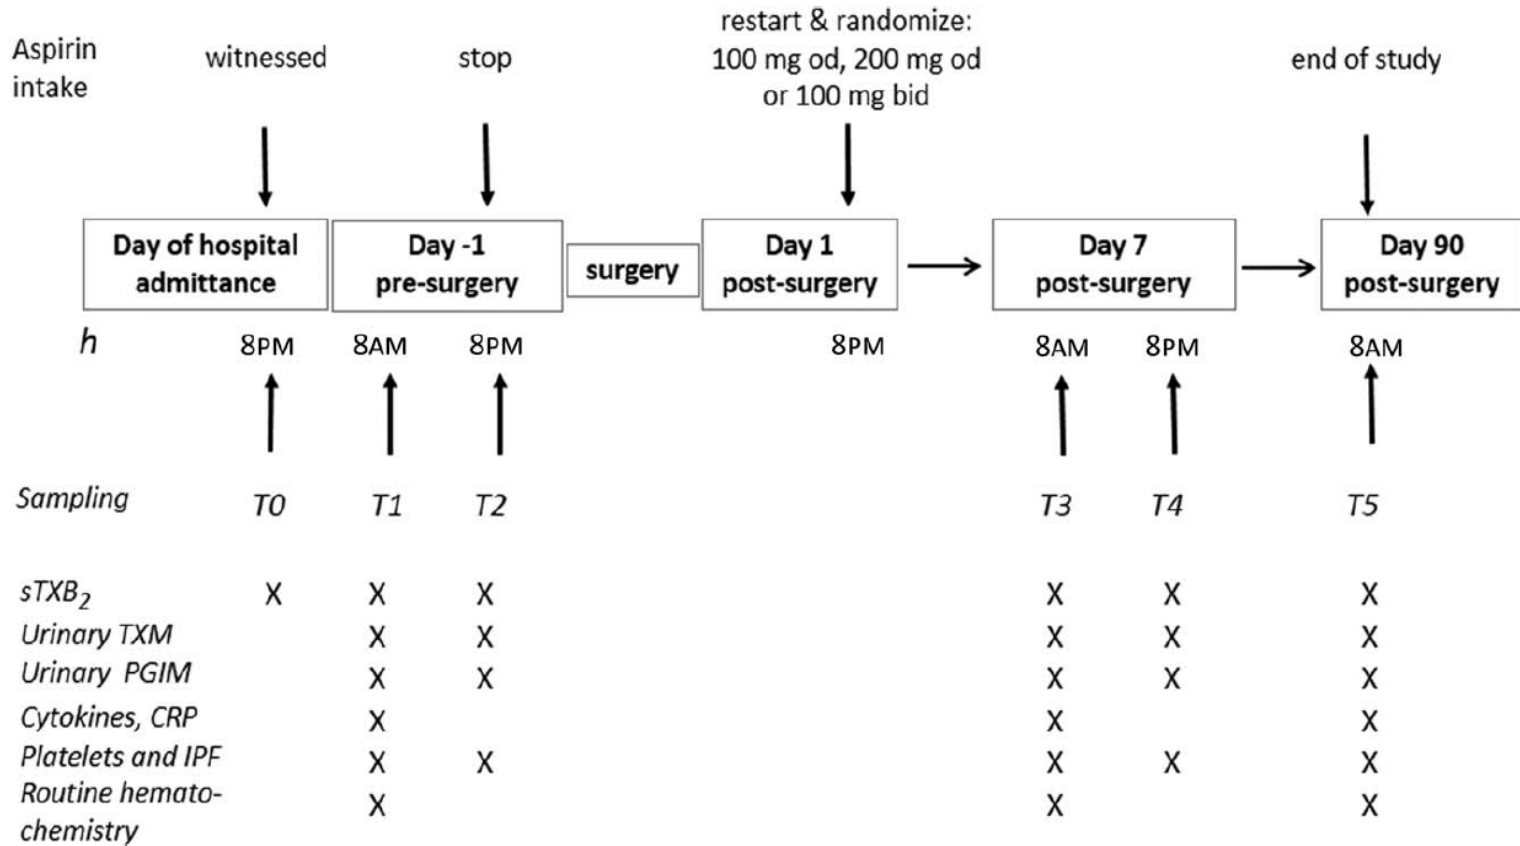 restart & randomize:
Aspirin intake witnessed stop 100 mg od, 200 mg od or 100 mg bid end of study
Day of hospital admittance
Day -1 pre-surgery
surgery
Day 1 post-surgery
Day 7 post-surgery
Day 90 post-surgery
h 8PM 8AM 8PM 8PM 8AM 8PM 8AM
Sampling T0 T1 T2 T3 T4 T5
sTXB2 X X X X X X
Urinary TXM X X X X X
Urinary PGIM X X X X X
Cytokines, CRP X X X
Platelets and IPF X X X X X
Routine hemato-
chemistry X X X